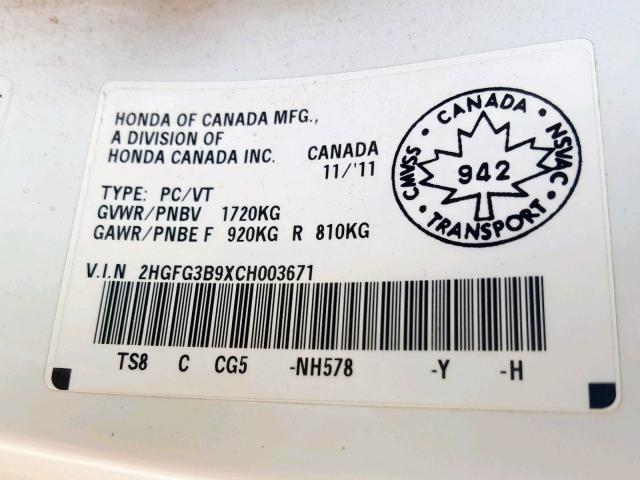 HONDA OF CANADA MFG.,
A DIVISION OF
HONDA CANADA INC. CANADA
11/'11
TYPE: PC/VT
GVWR/PNBV 1720KG
GAWR/PNBE F 920KG R 810KG
CANADA
NSVAC
TRANSPORT
CMVSS
942
V.I.N 2HGFG3B9XCH003671
TS8 C CG5 -NH578 -Y -H